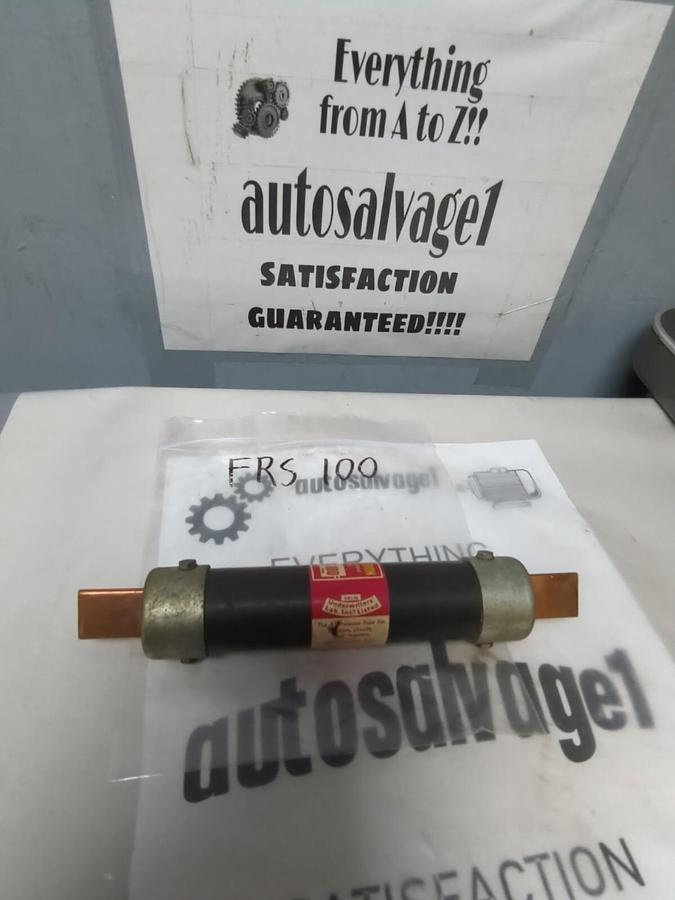 Everything
from A to Z!!
autosalvage1
SATISFACTION
GUARANTEED!!!!
FRS 100
autosalvage1
EVERYTHING
Underwriters'
Lab. Inc. Listed
autosalvage1
SATISFACTION